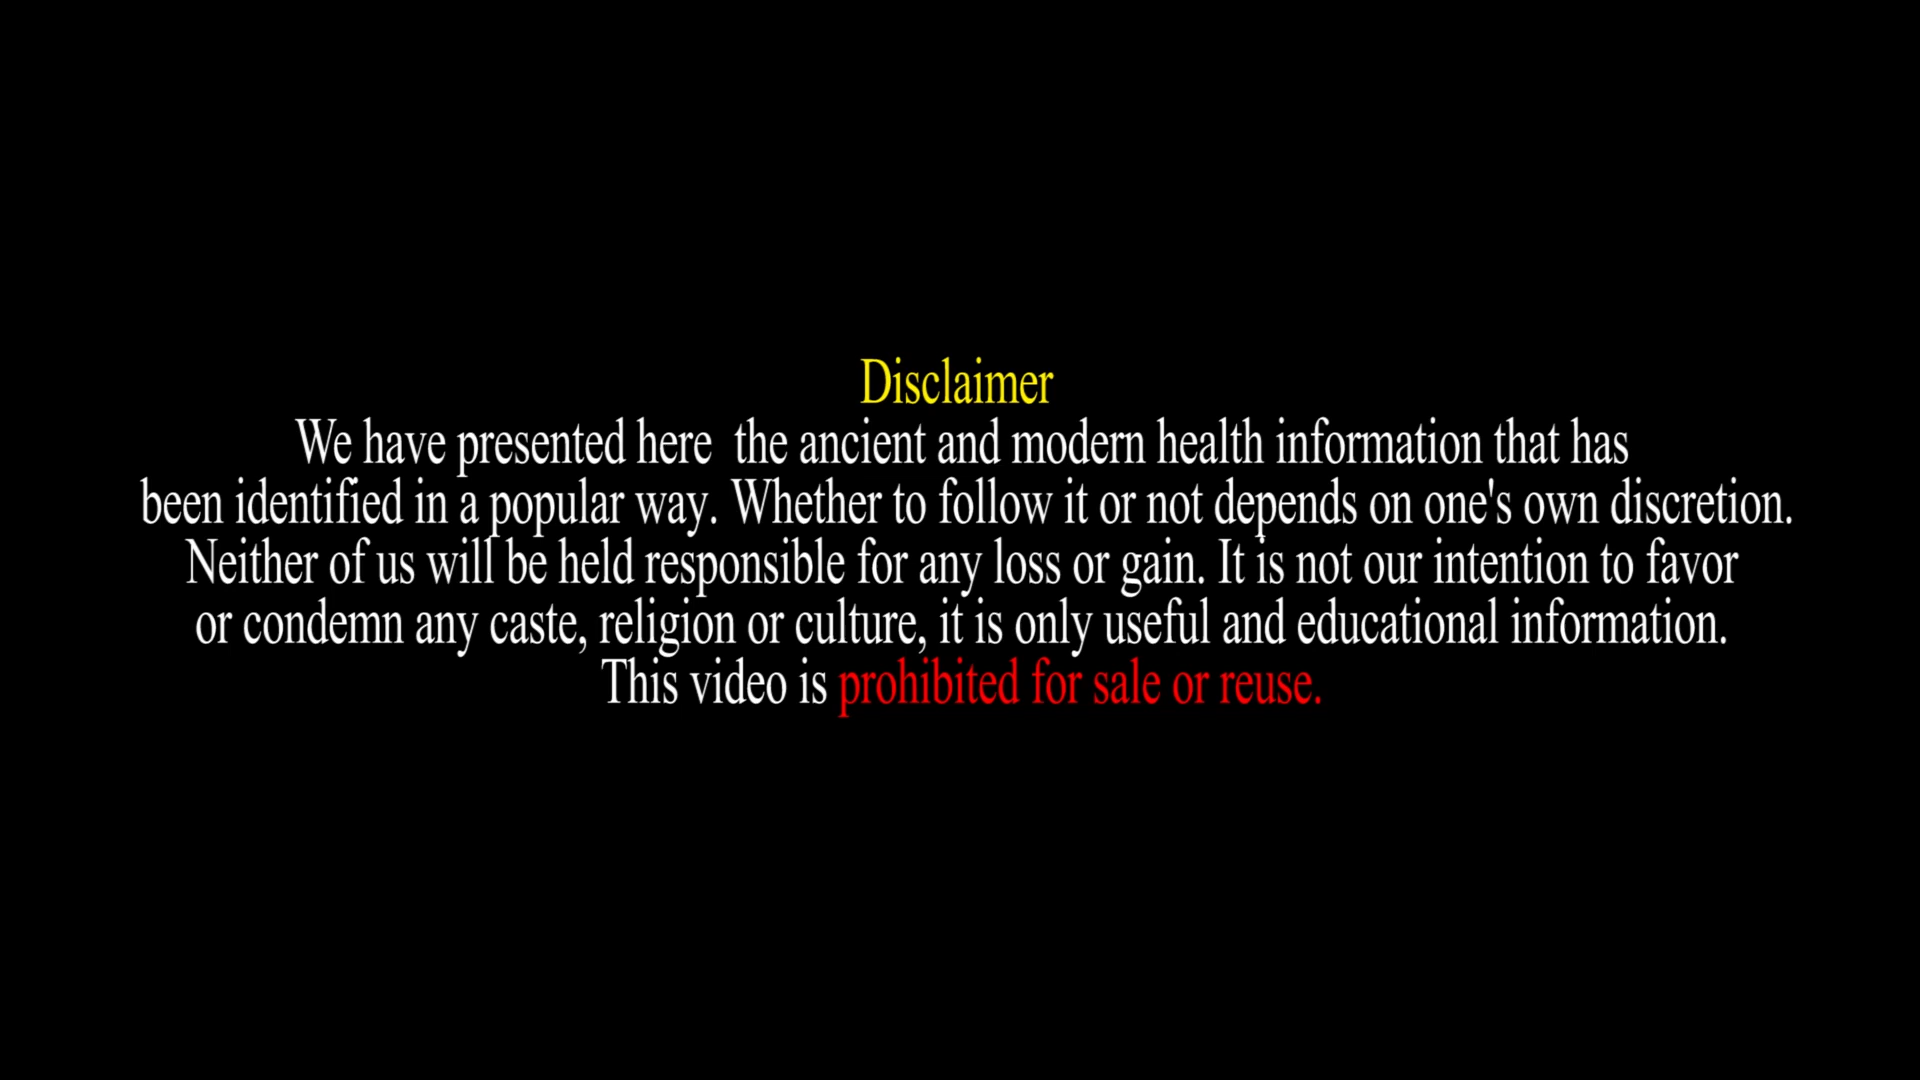 Disclaimer
We have presented here  the ancient and modern health information that has
been identified in a popular way. Whether to follow it or not depends on one's own discretion.
Neither of us will be held responsible for any loss or gain. It is not our intention to favor
or condemn any caste, religion or culture, it is only useful and educational information.
This video is prohibited for sale or reuse.